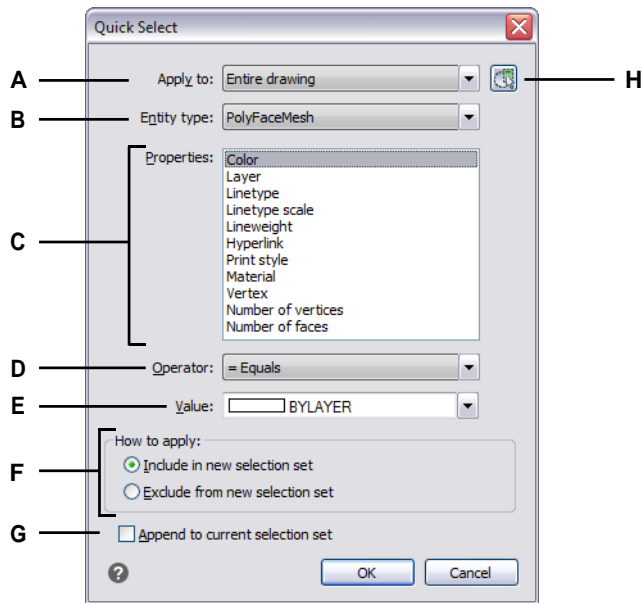 Quick Select
A Apply to: Entire drawing H
B Entity type: PolyFaceMesh
C Properties: Color
Layer
Linetype
Linetype scale
Lineweight
Hyperlink
Print style
Material
Vertex
Number of vertices
Number of faces
D Operator: = Equals
E Value: BYLAYER
F How to apply:
Include in new selection set
Exclude from new selection set
G Append to current selection set
? OK Cancel